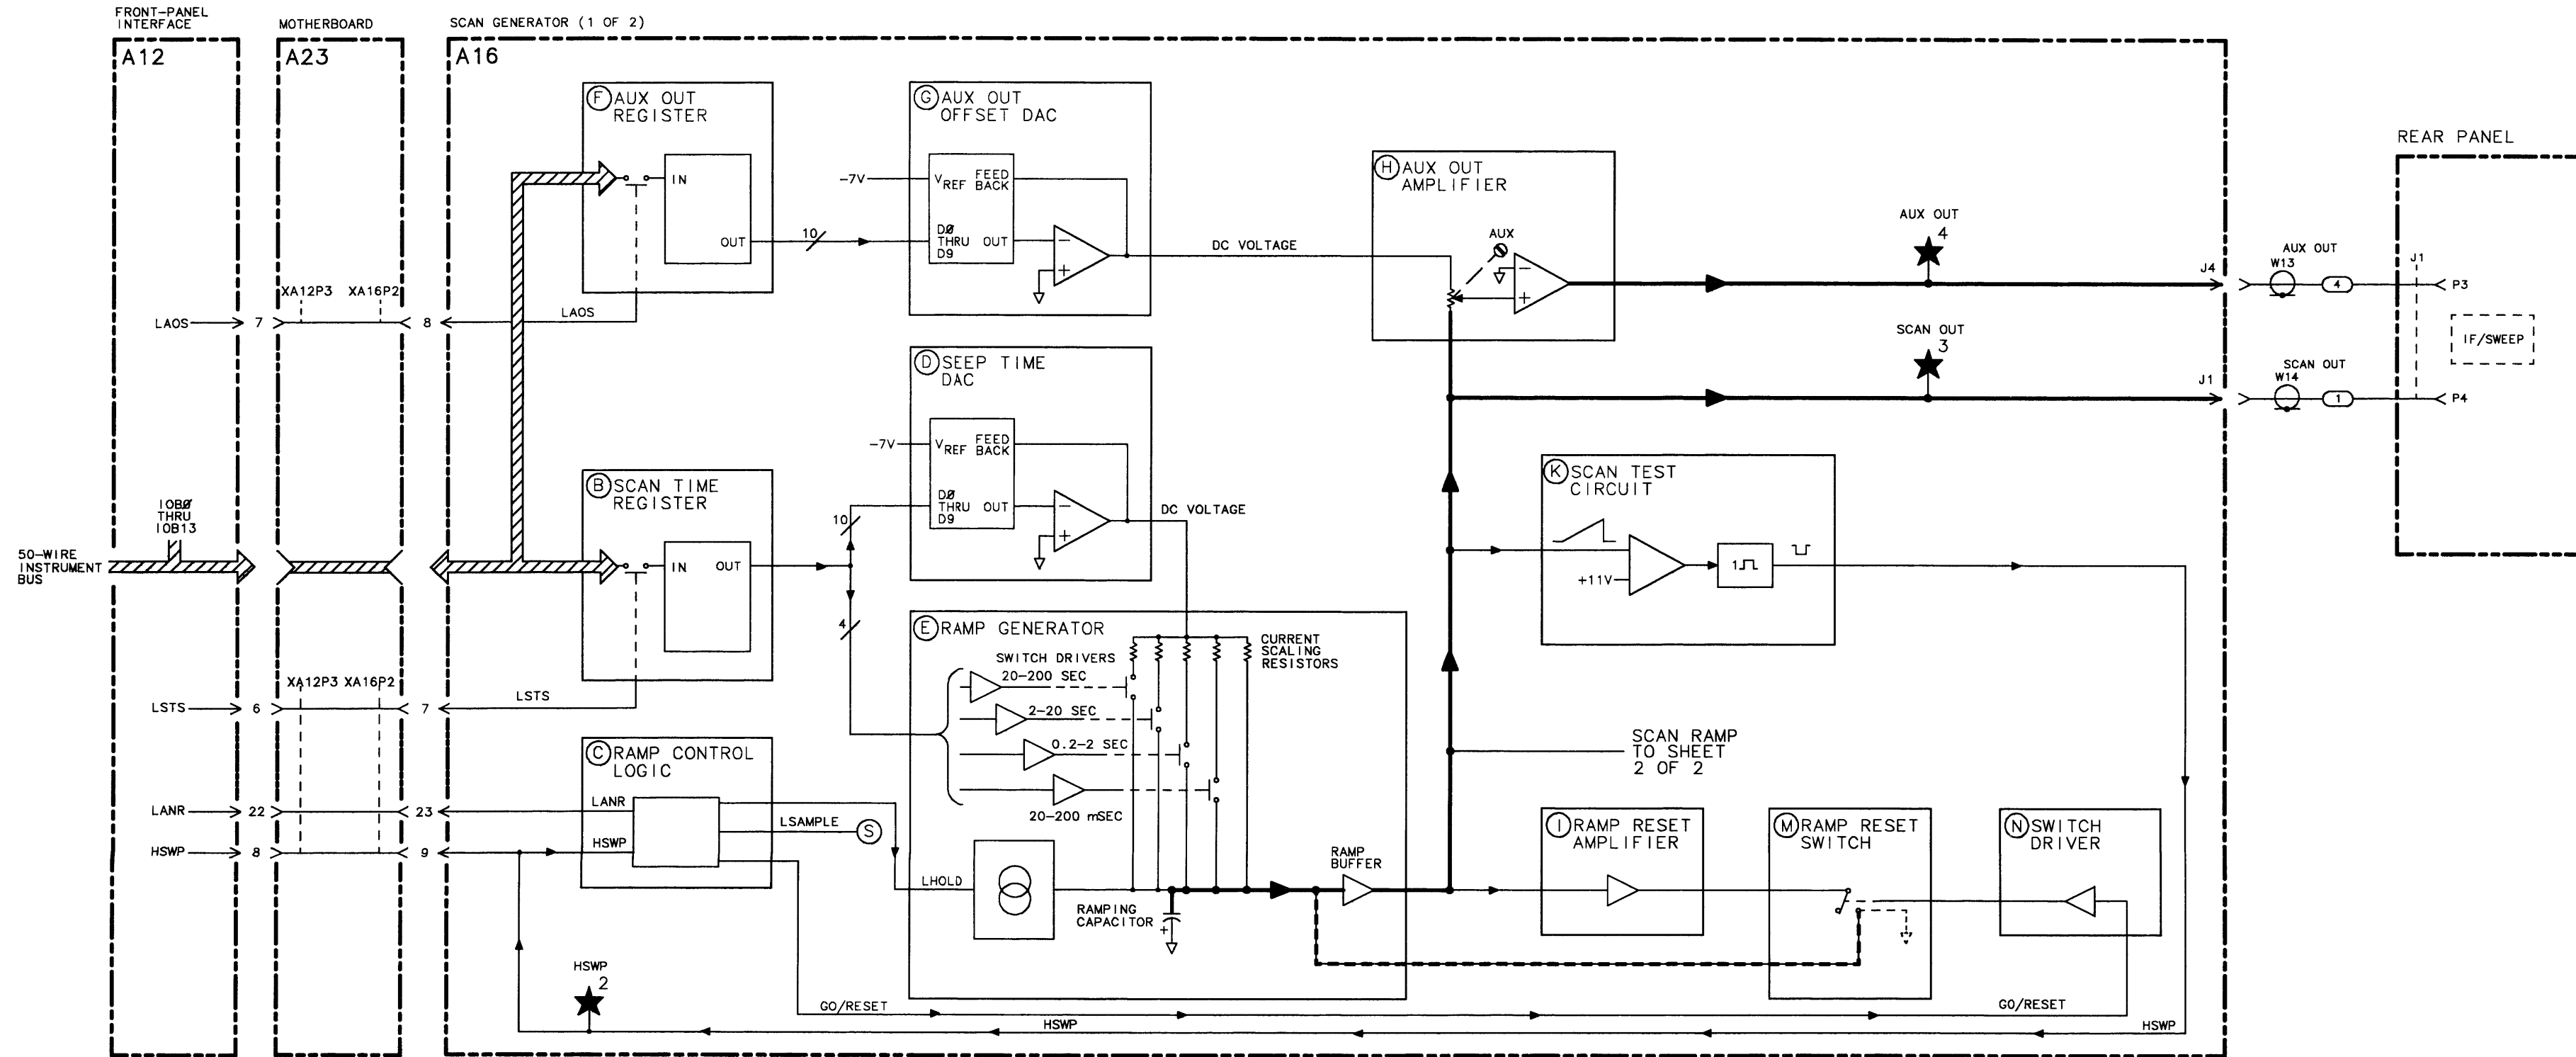 FRONT-PANEL
INTERFACE
A12
MOTHERBOARD
A23
SCAN GENERATOR (1 OF 2)
A16
F AUX OUT
REGISTER
IN
OUT
10
G AUX OUT
OFFSET DAC
-7V
VREF
FEED
BACK
DØ
THRU
D9
OUT
-
+
DC VOLTAGE
H AUX OUT
AMPLIFIER
AUX
-
+
AUX OUT
4
J4
AUX OUT
W13
4
REAR PANEL
J1
P3
IF/SWEEP
SCAN OUT
3
J1
SCAN OUT
W14
1
P4
XA12P3
XA16P2
LAOS
7
8
LAOS
D SEEP TIME
DAC
-7V
VREF
FEED
BACK
DØ
THRU
D9
OUT
-
+
DC VOLTAGE
10
4
B SCAN TIME
REGISTER
IN
OUT
IOBØ
THRU
IOB13
50-WIRE
INSTRUMENT
BUS
K SCAN TEST
CIRCUIT
+11V
1
XA12P3 XA16P2
LSTS
6
7
LSTS
E RAMP GENERATOR
SWITCH DRIVERS
20-200 SEC
2-20 SEC
0.2-2 SEC
20-200 mSEC
CURRENT
SCALING
RESISTORS
SCAN RAMP
TO SHEET
2 OF 2
C RAMP CONTROL
LOGIC
LANR
22
23
LANR
LSAMPLE
S
HSWP
8
9
HSWP
LHOLD
RAMPING
CAPACITOR
+
RAMP
BUFFER
I RAMP RESET
AMPLIFIER
M RAMP RESET
SWITCH
N SWITCH
DRIVER
HSWP
2
GO/RESET
GO/RESET
HSWP
HSWP